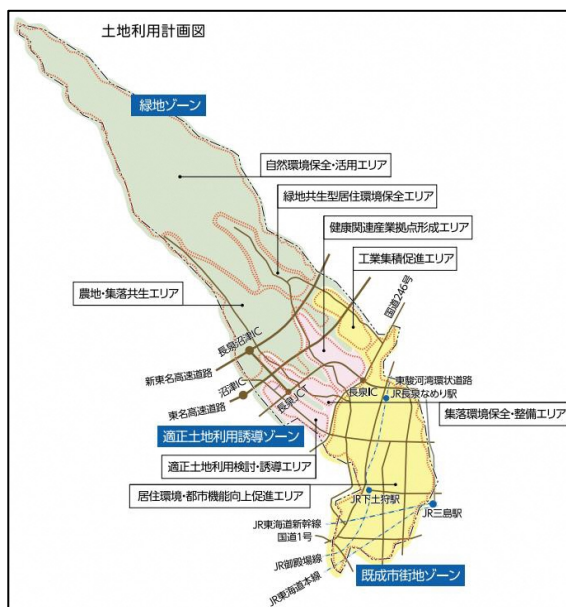 土地利用計画図
緑地ゾーン
自然環境保全・活用エリア
緑地共生型居住環境保全エリア
健康関連産業拠点形成エリア
工業集積促進エリア
国道246号
農地・集落共生エリア
長泉沼津IC
新東名高速道路
沼津IC
東名高速道路
長泉JCT
長泉IC
東駿河湾環状道路
JR長泉なめり駅
集落環境保全・整備エリア
適正土地利用誘導ゾーン
適正土地利用検討・誘導エリア
居住環境・都市機能向上促進エリア
JR下土狩駅
JR三島駅
JR東海道新幹線
国道1号
JR御殿場線
JR東海道本線
既成市街地ゾーン